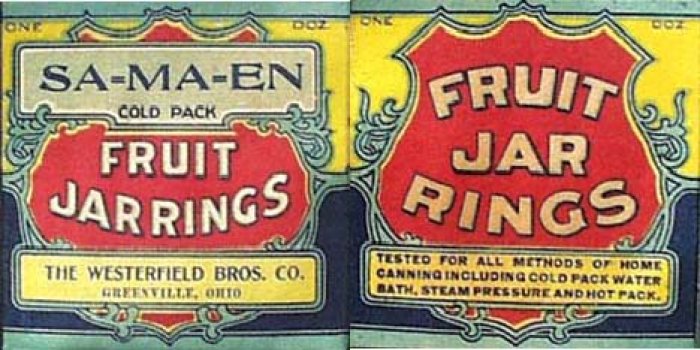 ONE DOZ.
SA-MA-EN
COLD PACK
FRUIT
JAR RINGS
THE WESTERFIELD BROS. CO.
GREENVILLE, OHIO
ONE DOZ.
FRUIT
JAR
RINGS
TESTED FOR ALL METHODS OF HOME
CANNING INCLUDING COLD PACK WATER
BATH, STEAM PRESSURE AND HOT PACK.